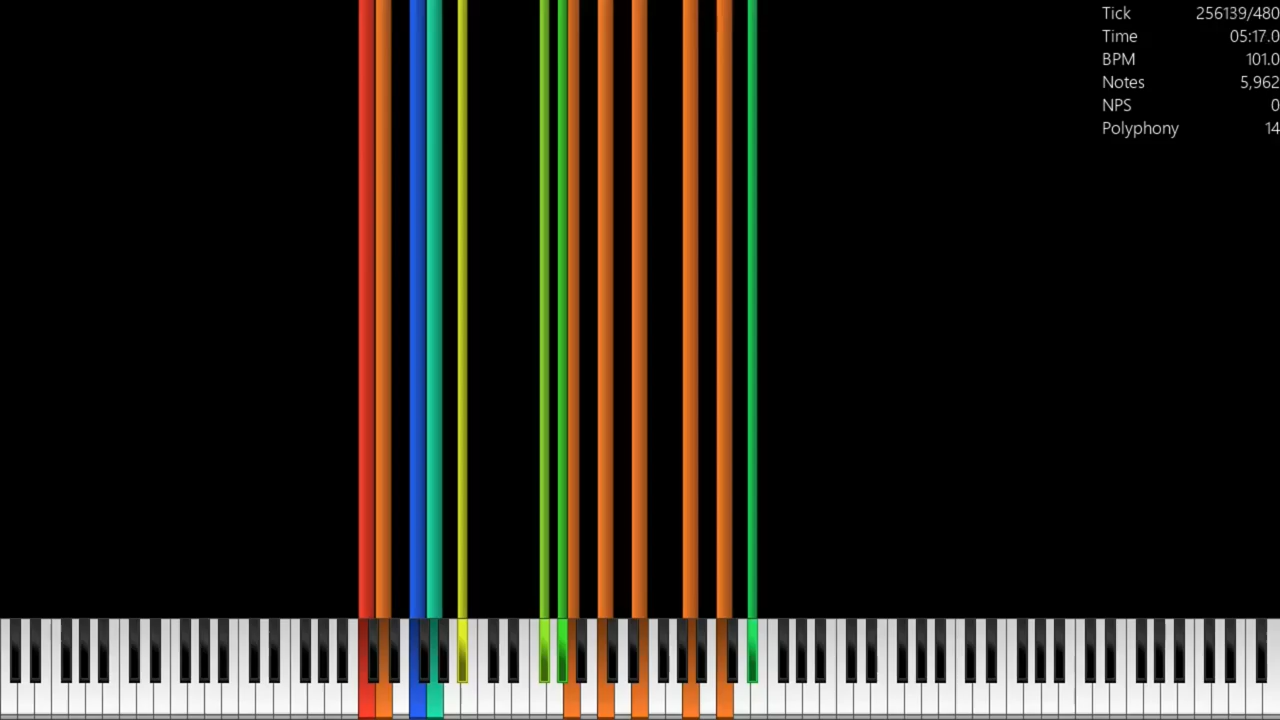 Tick 256139/480
Time 05:17.0
BPM 101.0
Notes 5,962
NPS 0
Polyphony 14